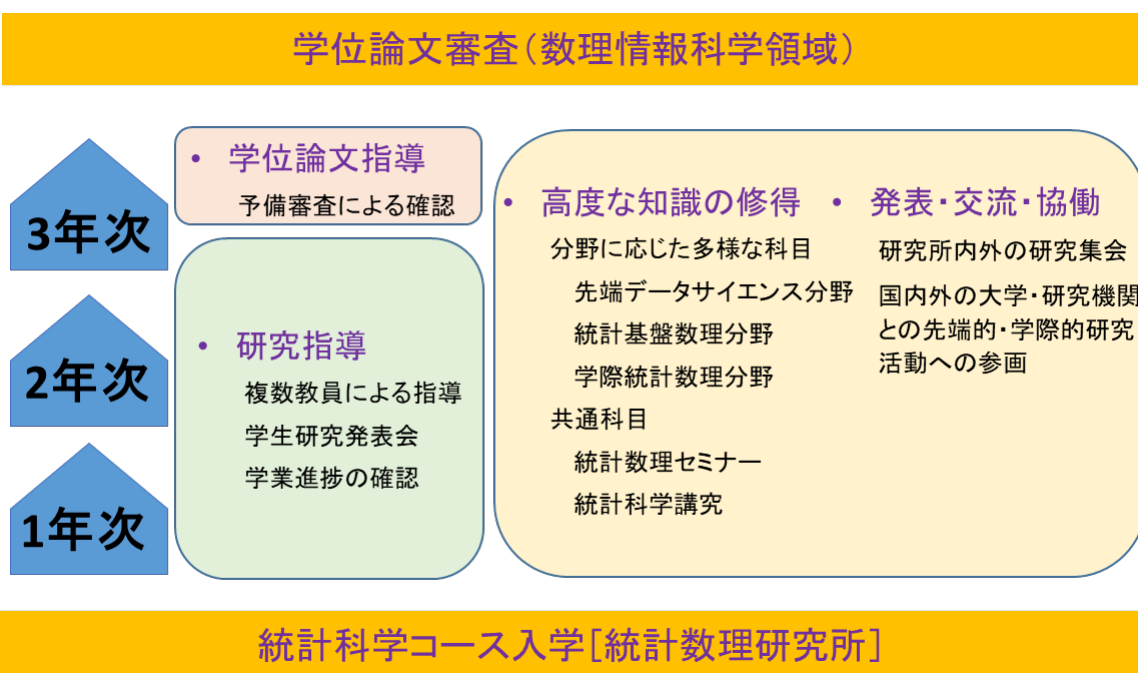 学位論文審査（数理情報科学領域）
3年次
2年次
1年次
• 学位論文指導
予備審査による確認
• 研究指導
複数教員による指導
学生研究発表会
学業進捗の確認
• 高度な知識の修得
分野に応じた多様な科目
先端データサイエンス分野
統計基盤数理分野
学際統計数理分野
共通科目
統計数理セミナー
統計科学講究
• 発表・交流・協働
研究所内外の研究集会
国内外の大学・研究機関
との先端的・学際的研究
活動への参画
統計科学コース入学[統計数理研究所]